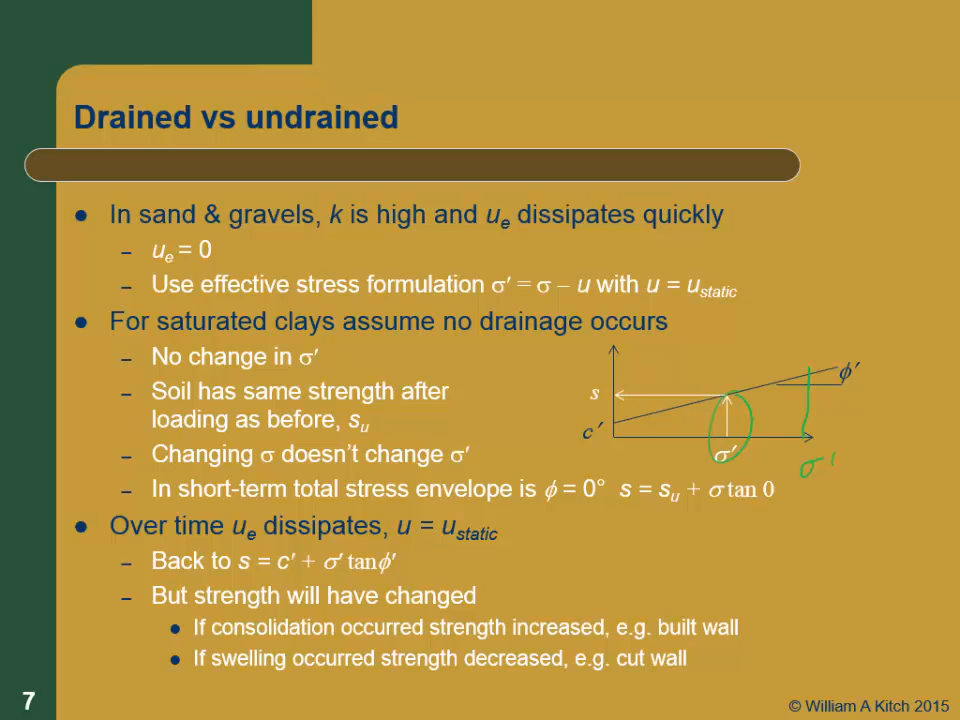 Drained vs undrained
In sand & gravels, k is high and uₑ dissipates quickly
– uₑ = 0
– Use effective stress formulation σ′ = σ – u with u = u_static
For saturated clays assume no drainage occurs
– No change in σ′
– Soil has same strength after
loading as before, s_u
– Changing σ doesn't change σ′
– In short-term total stress envelope is ϕ = 0° s = s_u + σ tan 0
s
c′
σ′
ϕ′
σ′
Over time uₑ dissipates, u = u_static
– Back to s = c′ + σ′ tanϕ′
– But strength will have changed
If consolidation occurred strength increased, e.g. built wall
If swelling occurred strength decreased, e.g. cut wall
7
© William A Kitch 2015